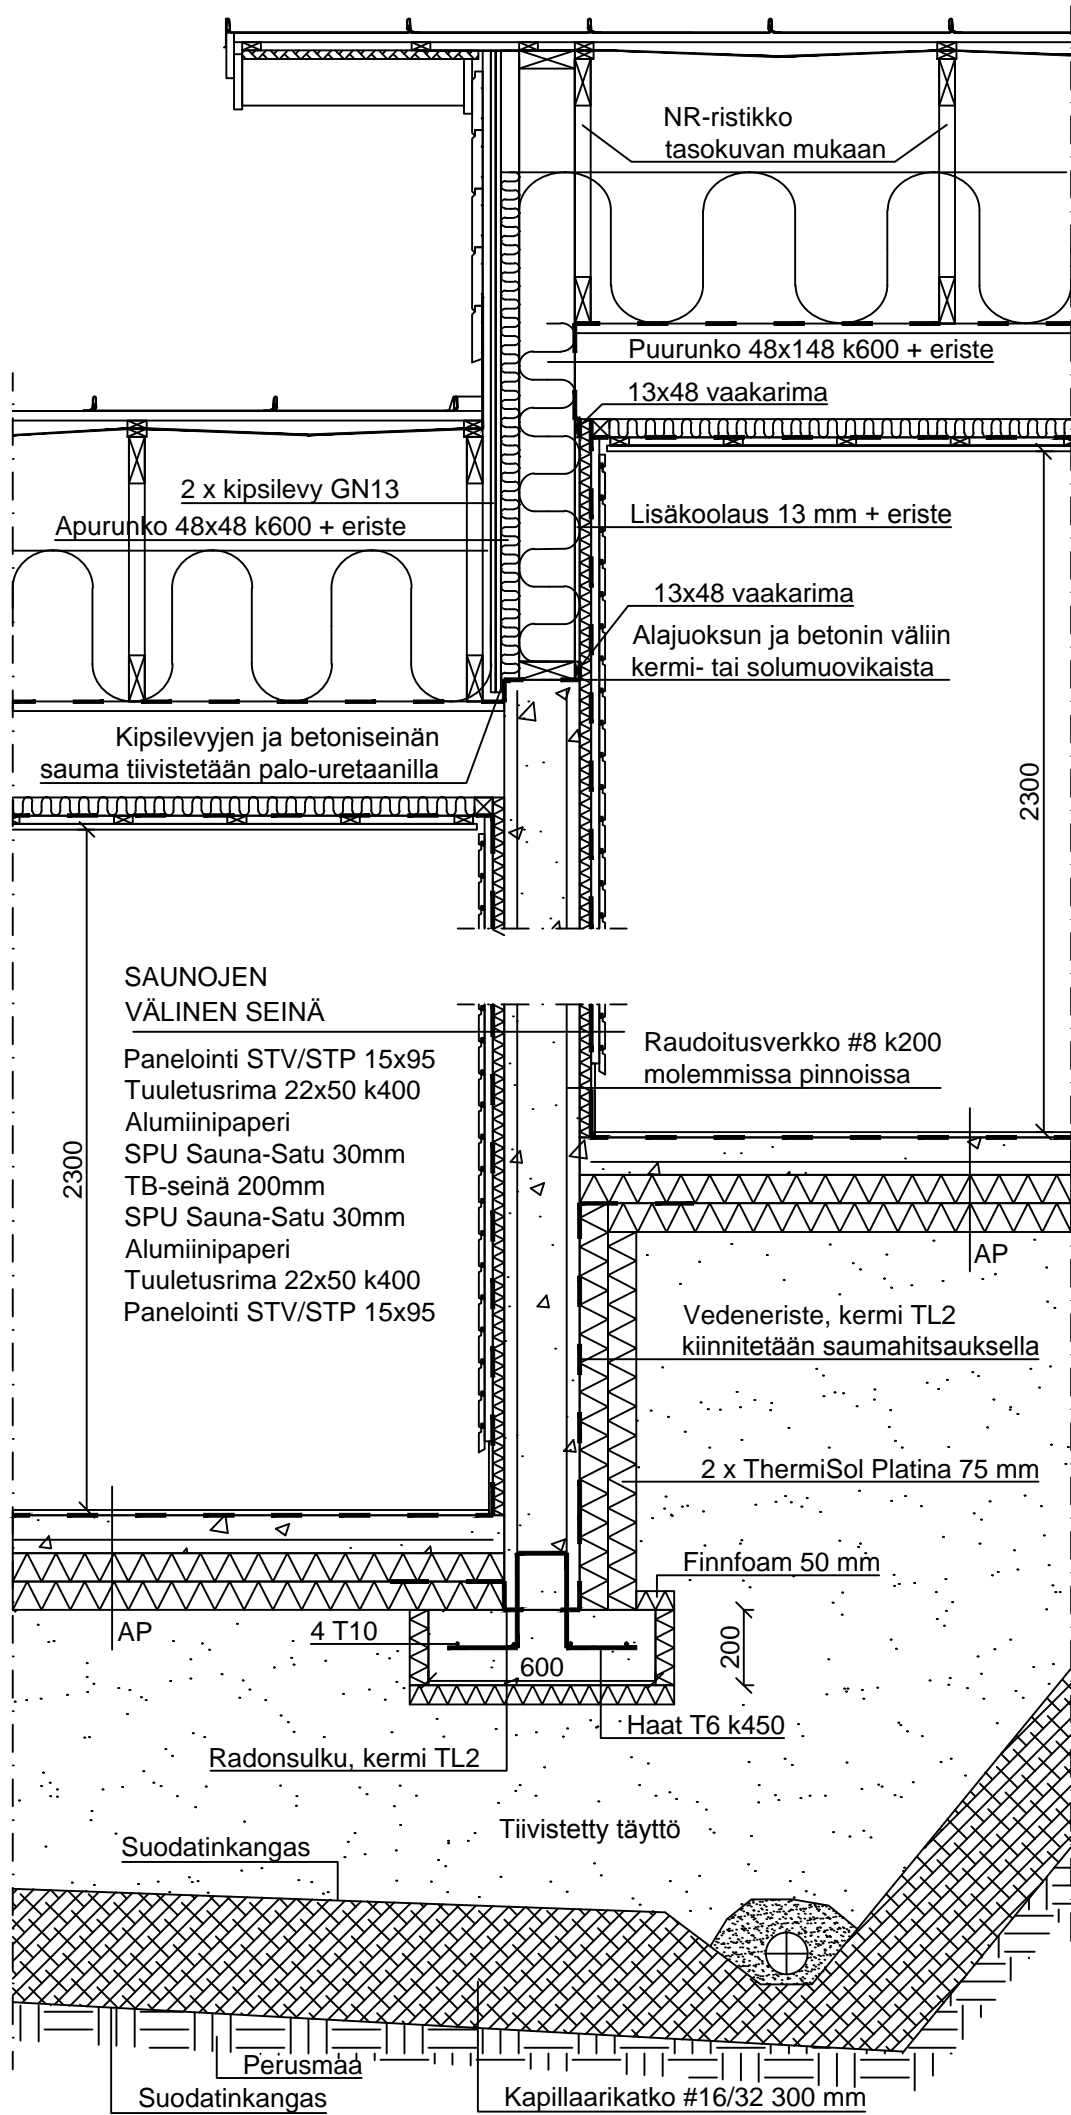 NR-ristikko
tasokuvan mukaan
Puurunko 48x148 k600 + eriste
13x48 vaakarima
2 x kipsilevy GN13
Apurunko 48x48 k600 + eriste
Lisäkoolaus 13 mm + eriste
13x48 vaakarima
Alajuoksun ja betonin väliin
kermi- tai solumuovikaista
Kipsilevyjen ja betoniseinän
sauma tiivistetään palo-uretaanilla
2300
SAUNOJEN
VÄLINEN SEINÄ
Panelointi STV/STP 15x95
Tuuletusrima 22x50 k400
Alumiinipaperi
SPU Sauna-Satu 30mm
TB-seinä 200mm
SPU Sauna-Satu 30mm
Alumiinipaperi
Tuuletusrima 22x50 k400
Panelointi STV/STP 15x95
2300
Raudoitusverkko #8 k200
molemmissa pinnoissa
AP
Vedeneriste, kermi TL2
kiinnitetään saumahitsauksella
2 x ThermiSol Platina 75 mm
Finnfoam 50 mm
AP
4 T10
600
200
Haat T6 k450
Radonsulku, kermi TL2
Tiivistetty täyttö
Suodatinkangas
Perusmaa
Suodatinkangas
Kapillaarikatko #16/32 300 mm